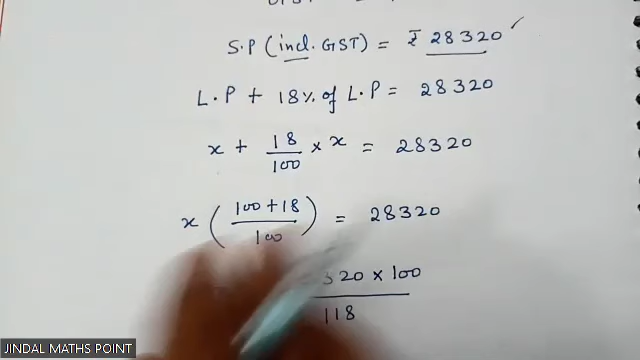 S.P (incl. GST) = ₹ 28320 ✓
L.P + 18% of L.P = 28320
x + 18/100 × x = 28320
x ( 100+18 / 100 ) = 28320
320 × 100
118
JINDAL MATHS POINT